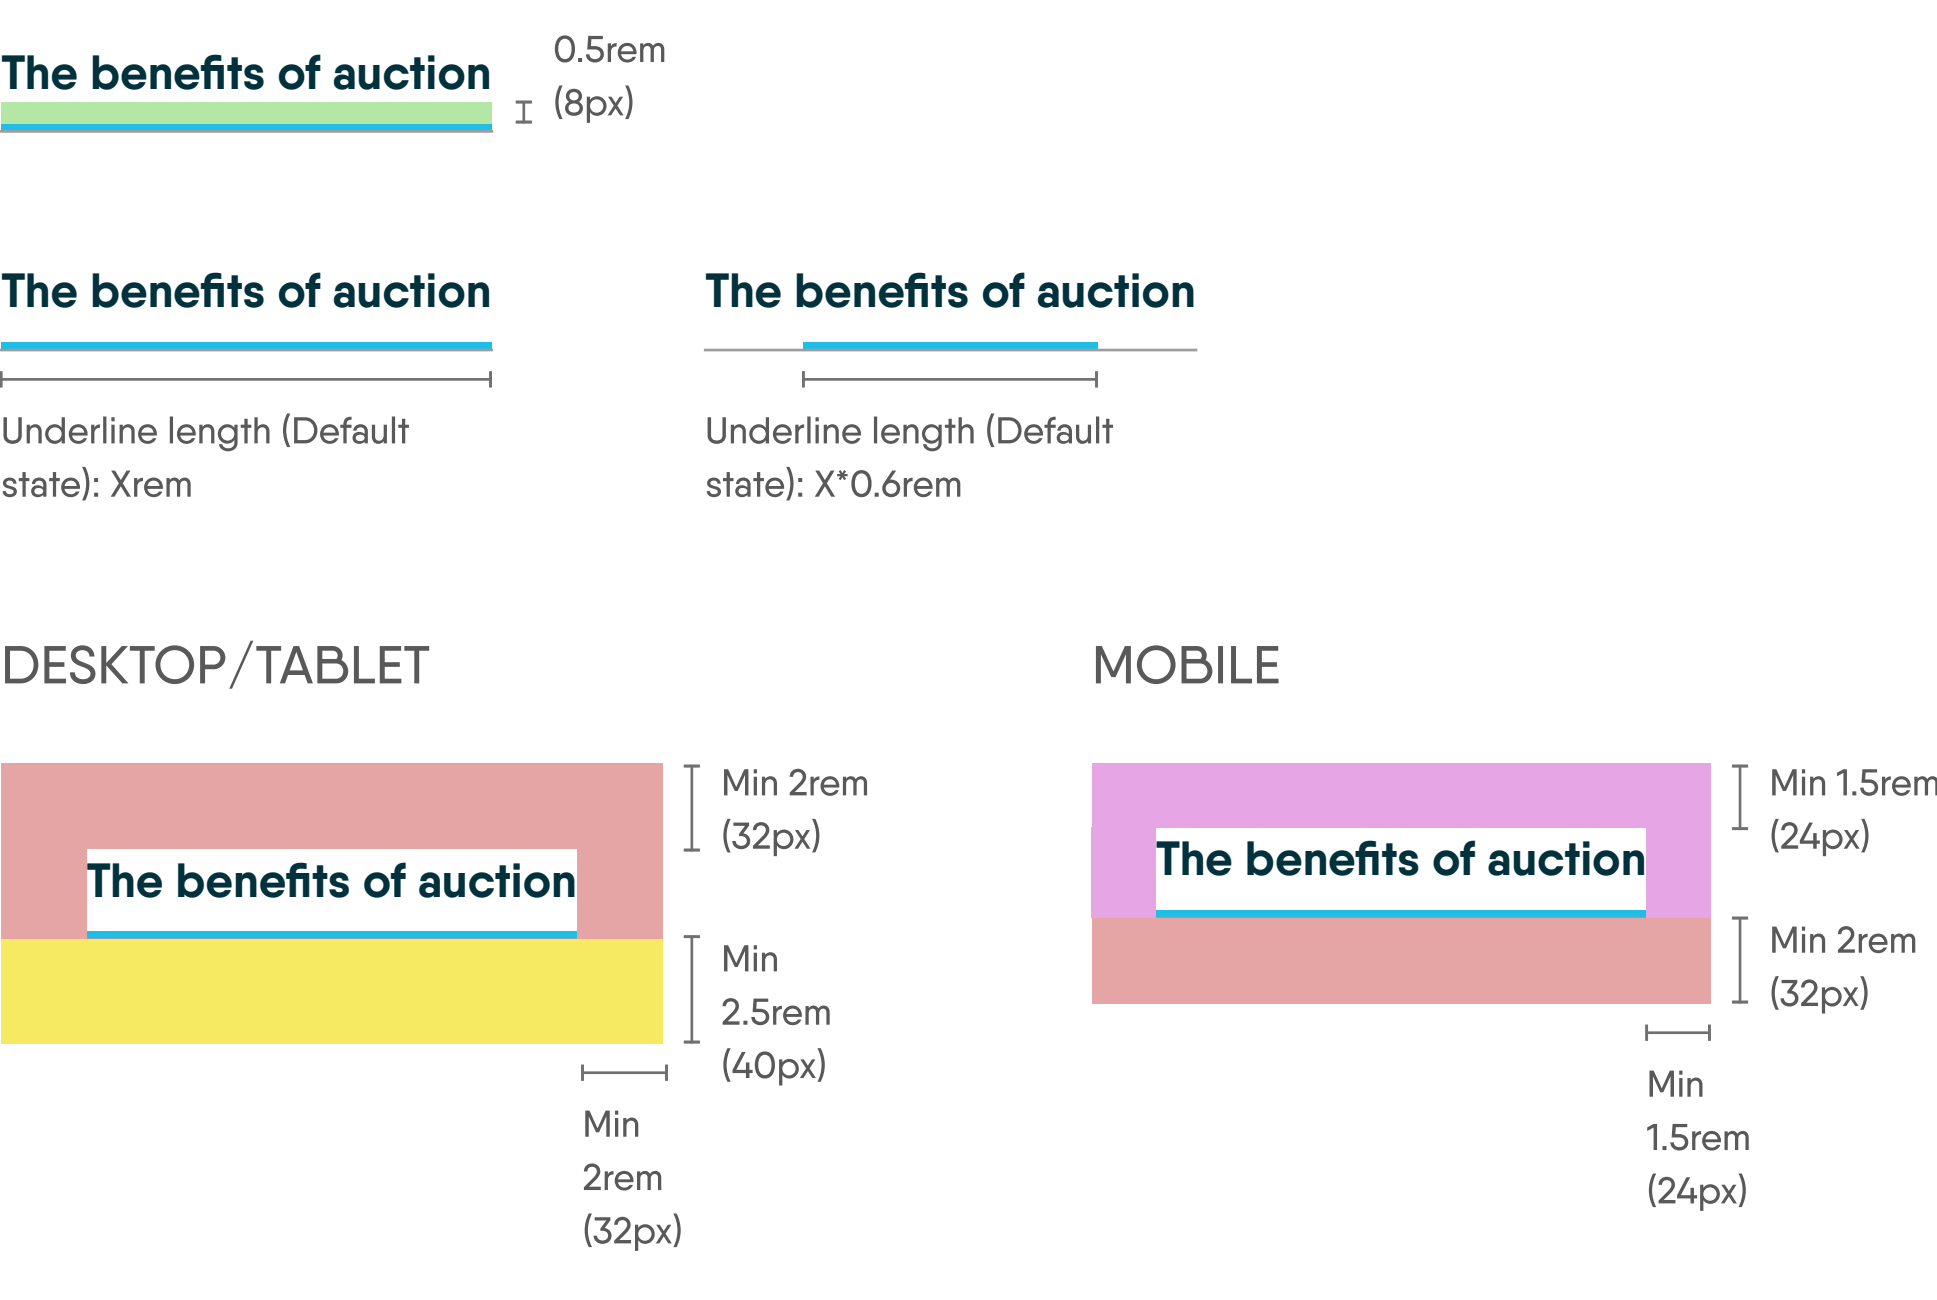 The benefits of auction
0.5rem
(8px)
The benefits of auction
Underline length (Default
state): Xrem
The benefits of auction
Underline length (Default
state): X*0.6rem
DESKTOP/TABLET
The benefits of auction
Min 2rem
(32px)
Min
2.5rem
(40px)
Min
2rem
(32px)
MOBILE
The benefits of auction
Min 1.5rem
(24px)
Min 2rem
(32px)
Min
1.5rem
(24px)